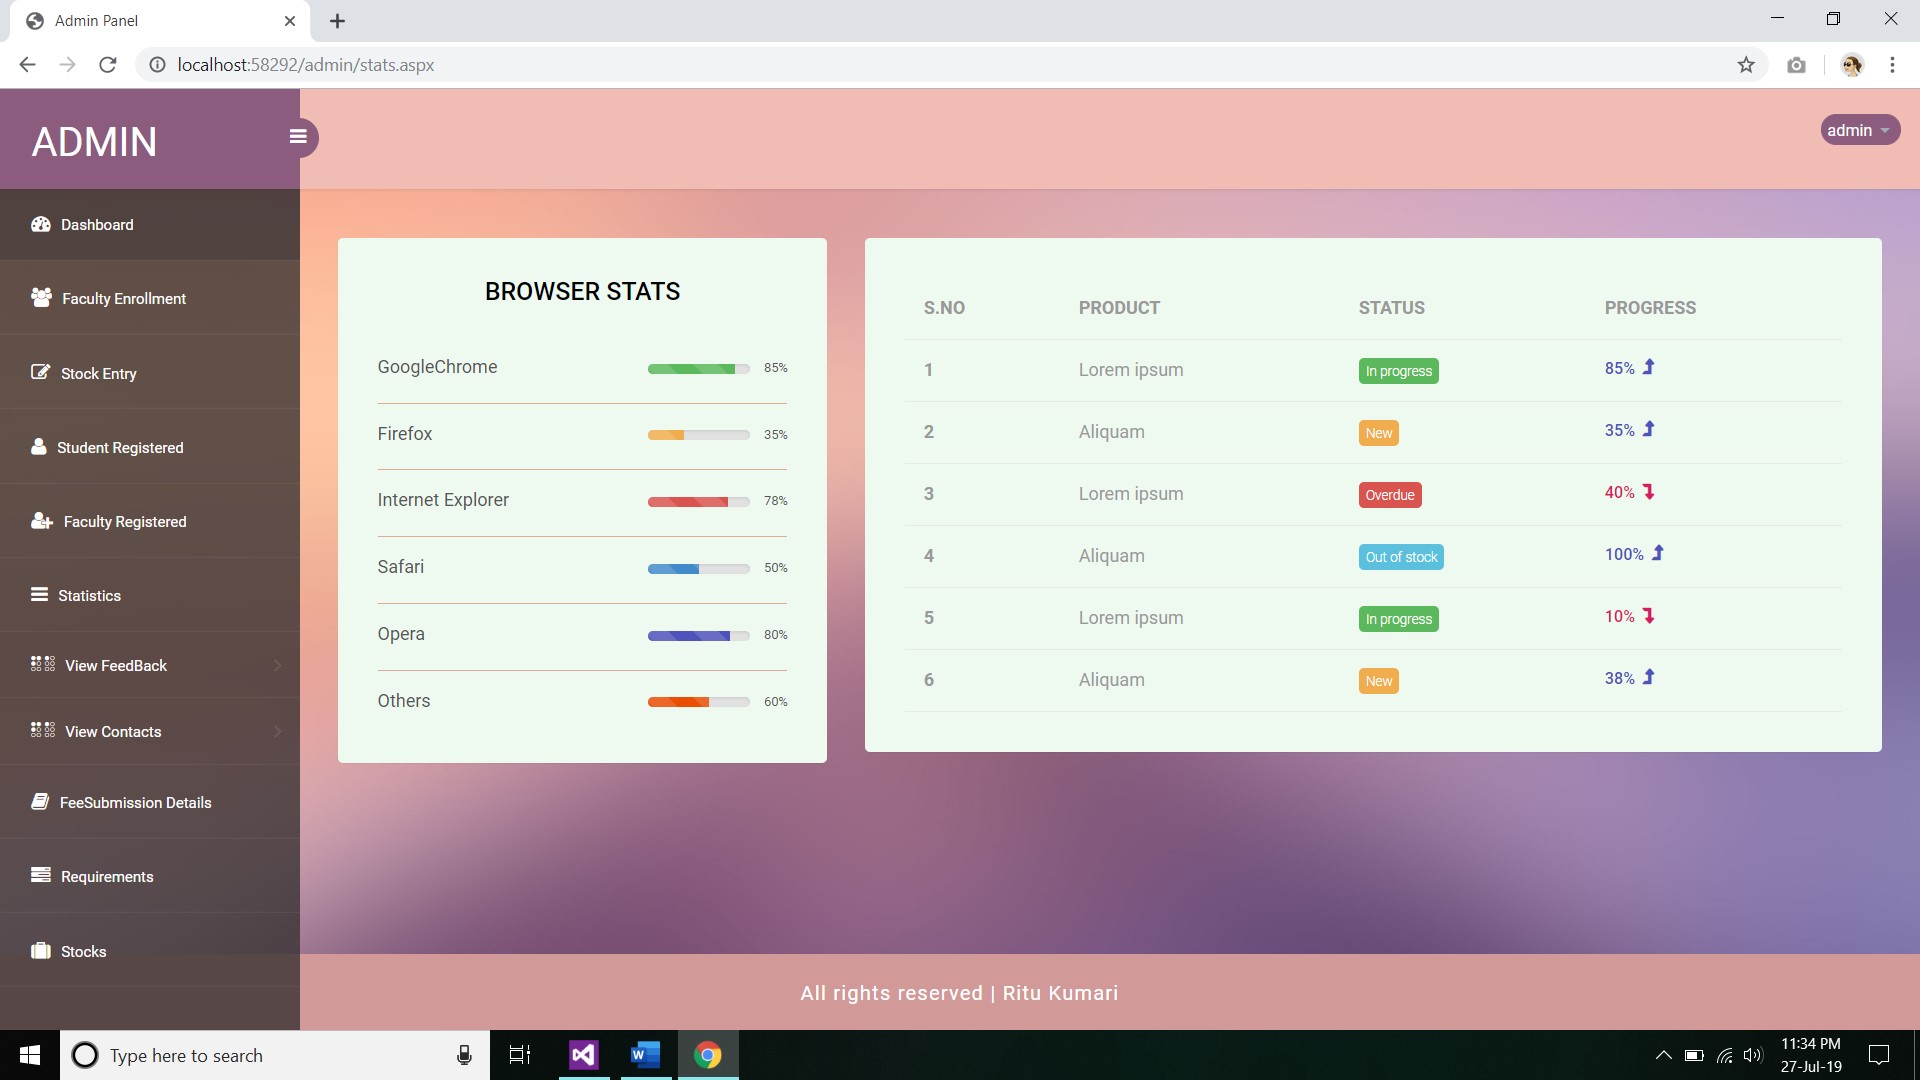 Admin Panel
localhost:58292/admin/stats.aspx
ADMIN
admin
Dashboard
Faculty Enrollment
Stock Entry
Student Registered
Faculty Registered
Statistics
View FeedBack
View Contacts
FeeSubmission Details
Requirements
Stocks
BROWSER STATS
GoogleChrome 85%
Firefox 35%
Internet Explorer 78%
Safari 50%
Opera 80%
Others 60%
S.NO PRODUCT STATUS PROGRESS
1 Lorem ipsum In progress 85%
2 Aliquam New 35%
3 Lorem ipsum Overdue 40%
4 Aliquam Out of stock 100%
5 Lorem ipsum In progress 10%
6 Aliquam New 38%
All rights reserved | Ritu Kumari
Type here to search
11:34 PM
27-Jul-19